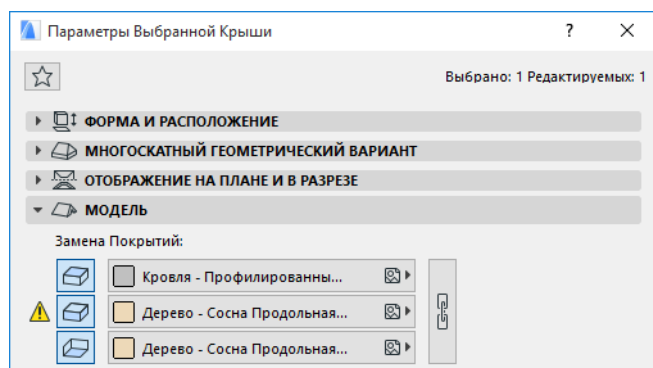 Параметры Выбранной Крыши ?
Выбрано: 1 Редактируемых: 1
ФОРМА И РАСПОЛОЖЕНИЕ
МНОГОСКАТНЫЙ ГЕОМЕТРИЧЕСКИЙ ВАРИАНТ
ОТОБРАЖЕНИЕ НА ПЛАНЕ И В РАЗРЕЗЕ
МОДЕЛЬ
Замена Покрытий:
Кровля - Профилированны...
Дерево - Сосна Продольная...
Дерево - Сосна Продольная...